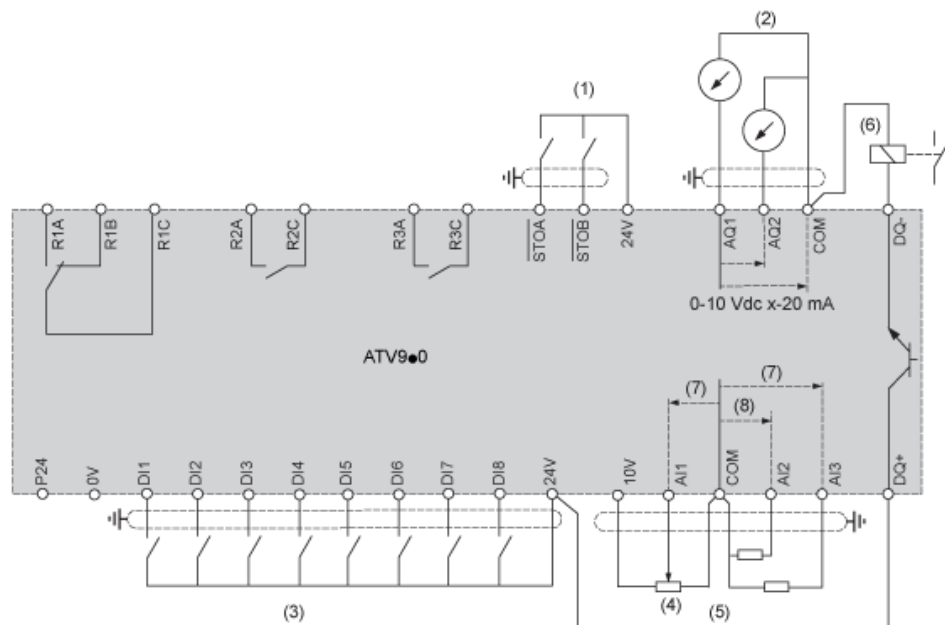 (2)
(1)
(6)
R1A R1B R1C R2A R2C R3A R3C STOA STOB 24V AQ1 AQ2 COM DQ-
0-10 Vdc x-20 mA
ATV9●0
(7)
(7)
(8)
P24 0V DI1 DI2 DI3 DI4 DI5 DI6 DI7 DI8 24V 10V AI1 COM AI2 AI3 DQ+
(3) (4) (5)